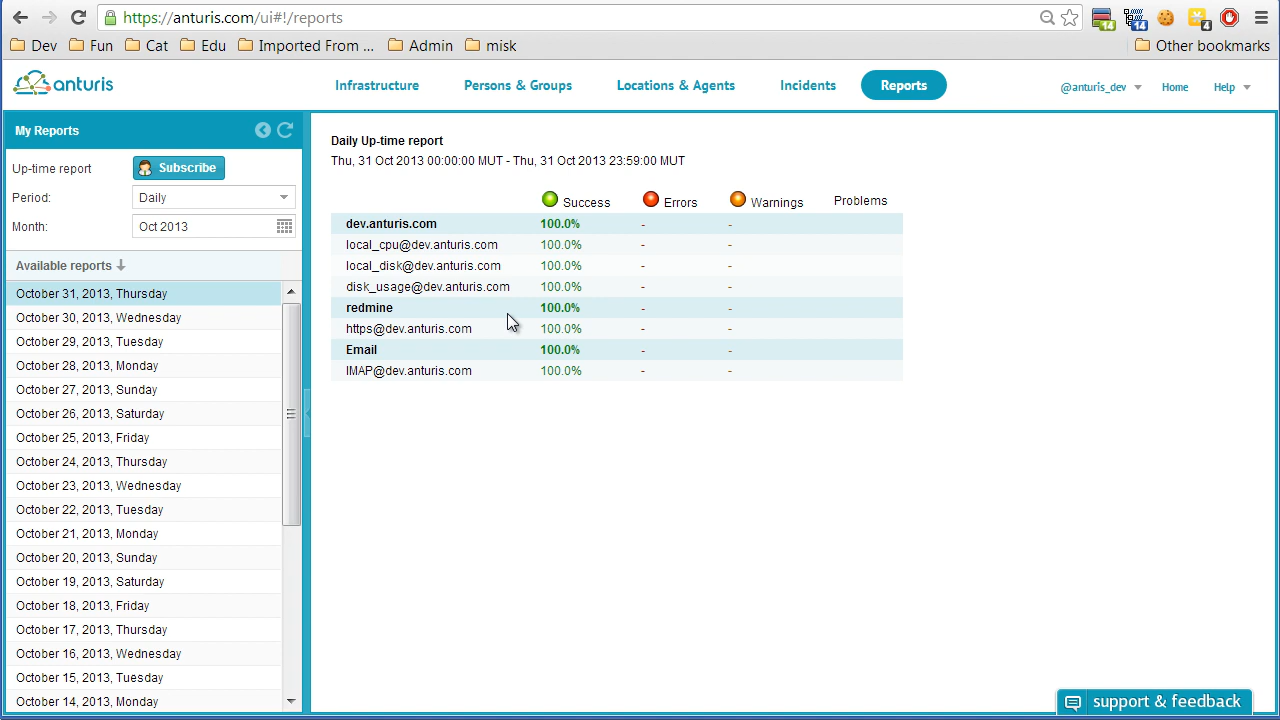 https://anturis.com/ui#!/reports
14
14
4
Dev Fun Cat Edu Imported From ... Admin misk Other bookmarks
anturis Infrastructure Persons & Groups Locations & Agents Incidents Reports @anturis_dev Home Help
My Reports
Up-time report Subscribe
Period: Daily
Month: Oct 2013
Available reports
October 31, 2013, Thursday
October 30, 2013, Wednesday
October 29, 2013, Tuesday
October 28, 2013, Monday
October 27, 2013, Sunday
October 26, 2013, Saturday
October 25, 2013, Friday
October 24, 2013, Thursday
October 23, 2013, Wednesday
October 22, 2013, Tuesday
October 21, 2013, Monday
October 20, 2013, Sunday
October 19, 2013, Saturday
October 18, 2013, Friday
October 17, 2013, Thursday
October 16, 2013, Wednesday
October 15, 2013, Tuesday
October 14, 2013, Monday
Daily Up-time report
Thu, 31 Oct 2013 00:00:00 MUT - Thu, 31 Oct 2013 23:59:00 MUT
Success Errors Warnings Problems
dev.anturis.com 100.0% - -
local_cpu@dev.anturis.com 100.0% - -
local_disk@dev.anturis.com 100.0% - -
disk_usage@dev.anturis.com 100.0% - -
redmine 100.0% - -
https@dev.anturis.com 100.0% - -
Email 100.0% - -
IMAP@dev.anturis.com 100.0% - -
support & feedback